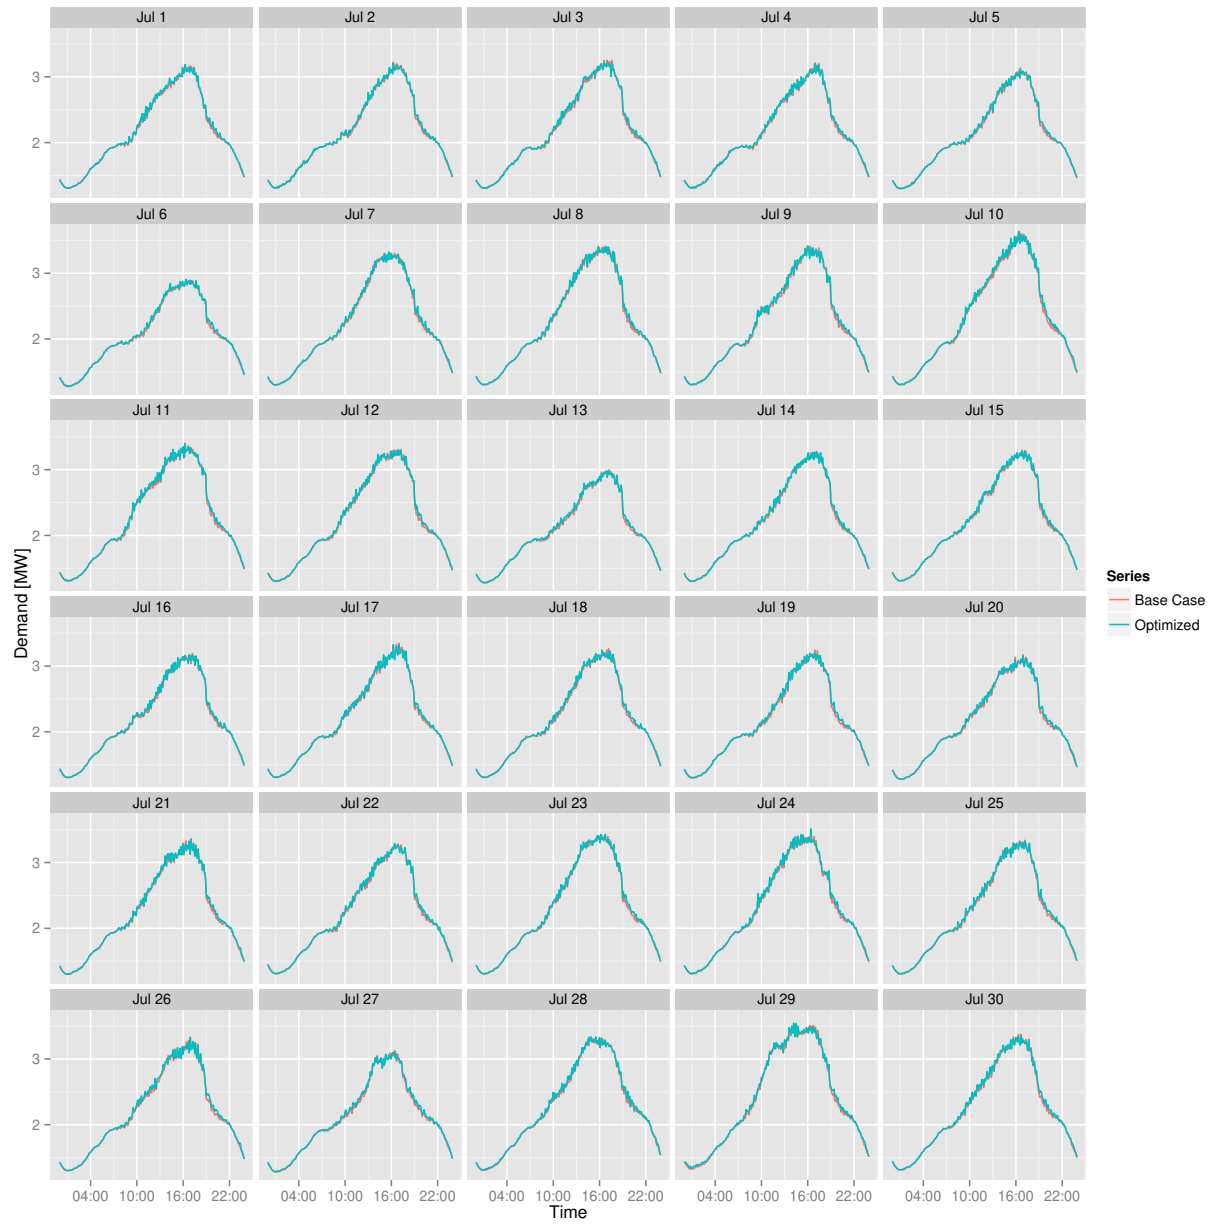 Jul 1 Jul 2 Jul 3 Jul 4 Jul 5
3
2
Jul 6 Jul 7 Jul 8 Jul 9 Jul 10
3
2
Jul 11 Jul 12 Jul 13 Jul 14 Jul 15
3
2
Demand [MW]
Jul 16 Jul 17 Jul 18 Jul 19 Jul 20
3
2
Jul 21 Jul 22 Jul 23 Jul 24 Jul 25
3
2
Jul 26 Jul 27 Jul 28 Jul 29 Jul 30
3
2
04:00 10:00 16:00 22:00 04:00 10:00 16:00 22:00 04:00 10:00 16:00 22:00 04:00 10:00 16:00 22:00 04:00 10:00 16:00 22:00
Time
Series
Base Case
Optimized